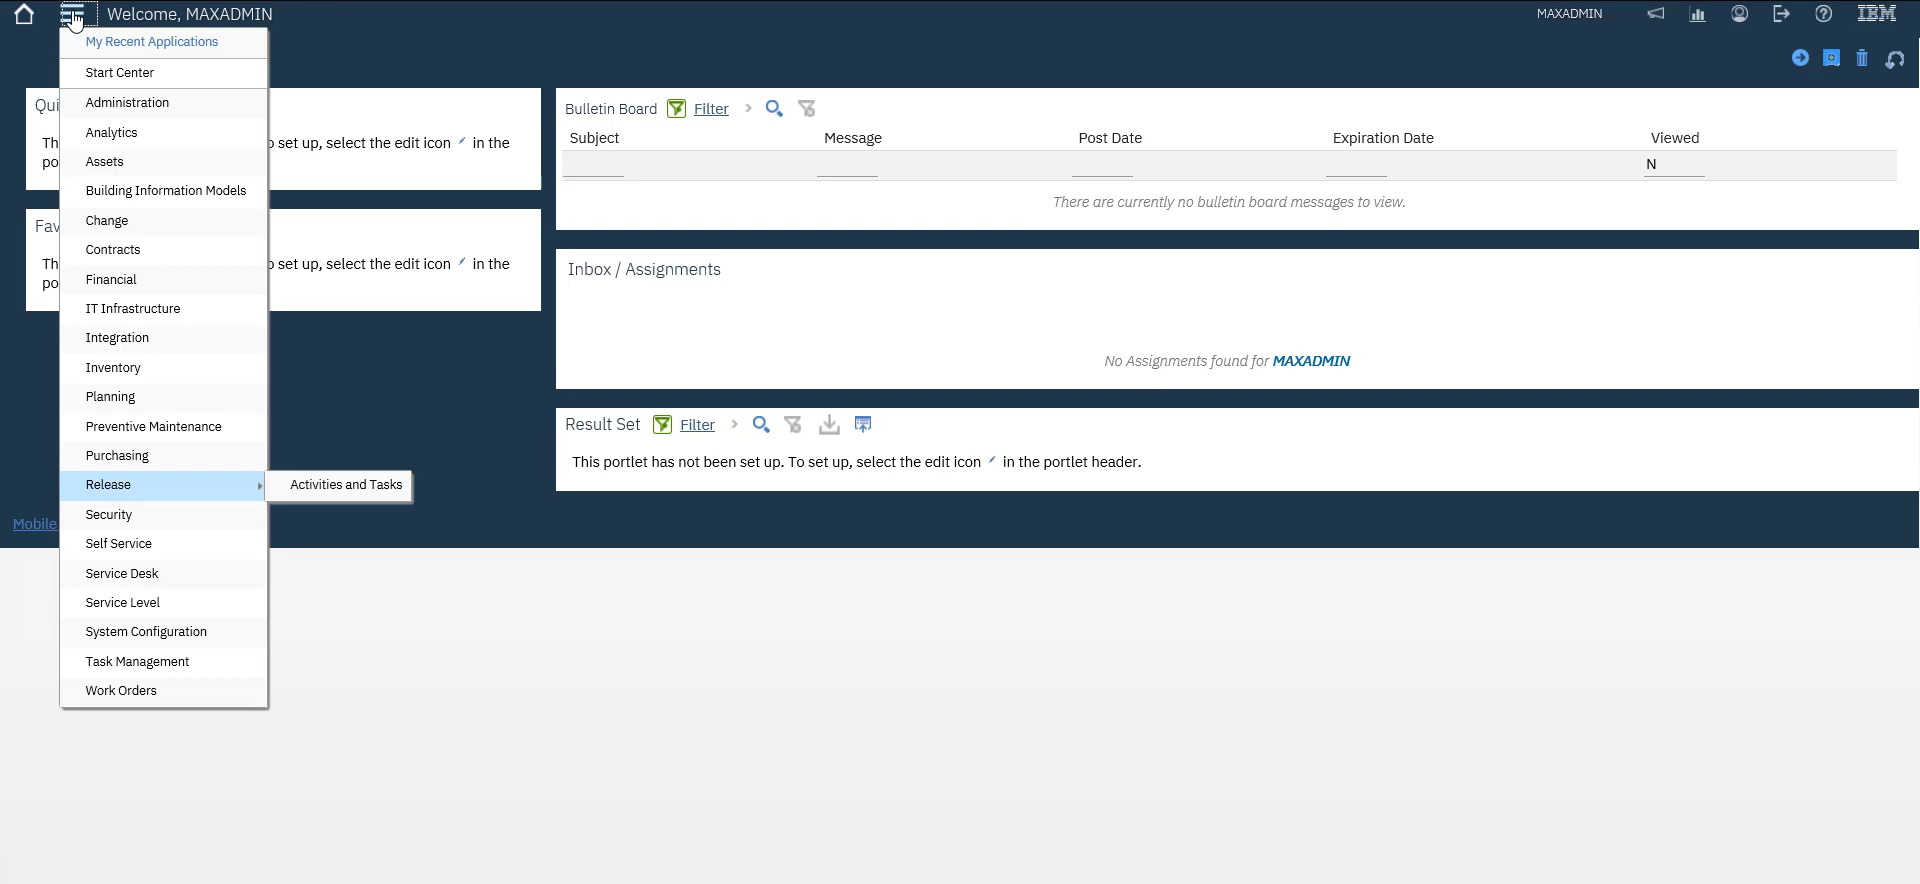 Welcome, MAXADMIN
MAXADMIN
IBM
My Recent Applications
Start Center
Administration
Analytics
Assets
Building Information Models
Change
Contracts
Financial
IT Infrastructure
Integration
Inventory
Planning
Preventive Maintenance
Purchasing
Release
Activities and Tasks
Security
Self Service
Service Desk
Service Level
System Configuration
Task Management
Work Orders
Qui
Th
set up, select the edit icon in the
po
Fav
Th
set up, select the edit icon in the
po
Mobile
Bulletin Board Filter
Subject Message Post Date Expiration Date Viewed
N
There are currently no bulletin board messages to view.
Inbox / Assignments
No Assignments found for MAXADMIN
Result Set Filter
This portlet has not been set up. To set up, select the edit icon in the portlet header.